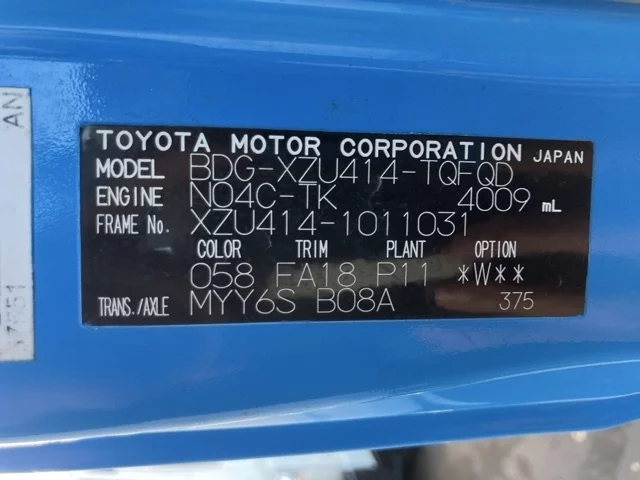 TOYOTA MOTOR CORPORATION JAPAN
MODEL BDG-XZU414-TQFQD
ENGINE N04C-TK 4009 mL
FRAME No. XZU414-1011031
COLOR TRIM PLANT OPTION
058 FA18 P11 *W**
TRANS./AXLE MYY6S B08A 375
AN